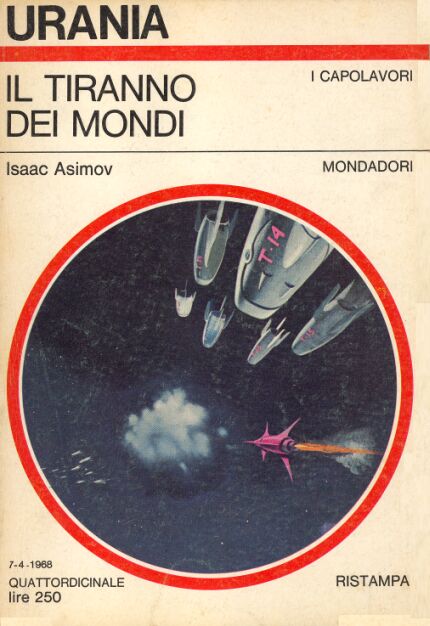 URANIA
IL TIRANNO
DEI MONDI
I CAPOLAVORI
Isaac Asimov
MONDADORI
T-14
7-4-1968
QUATTORDICINALE
lire 250
RISTAMPA